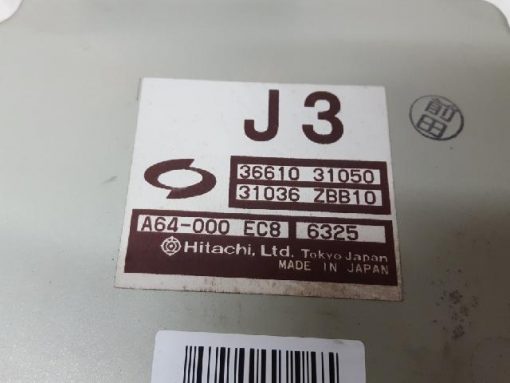 J3
36610 31050
31036 ZBB10
A64-000 EC8 6325
Hitachi, Ltd. Tokyo Japan
MADE IN JAPAN
前田